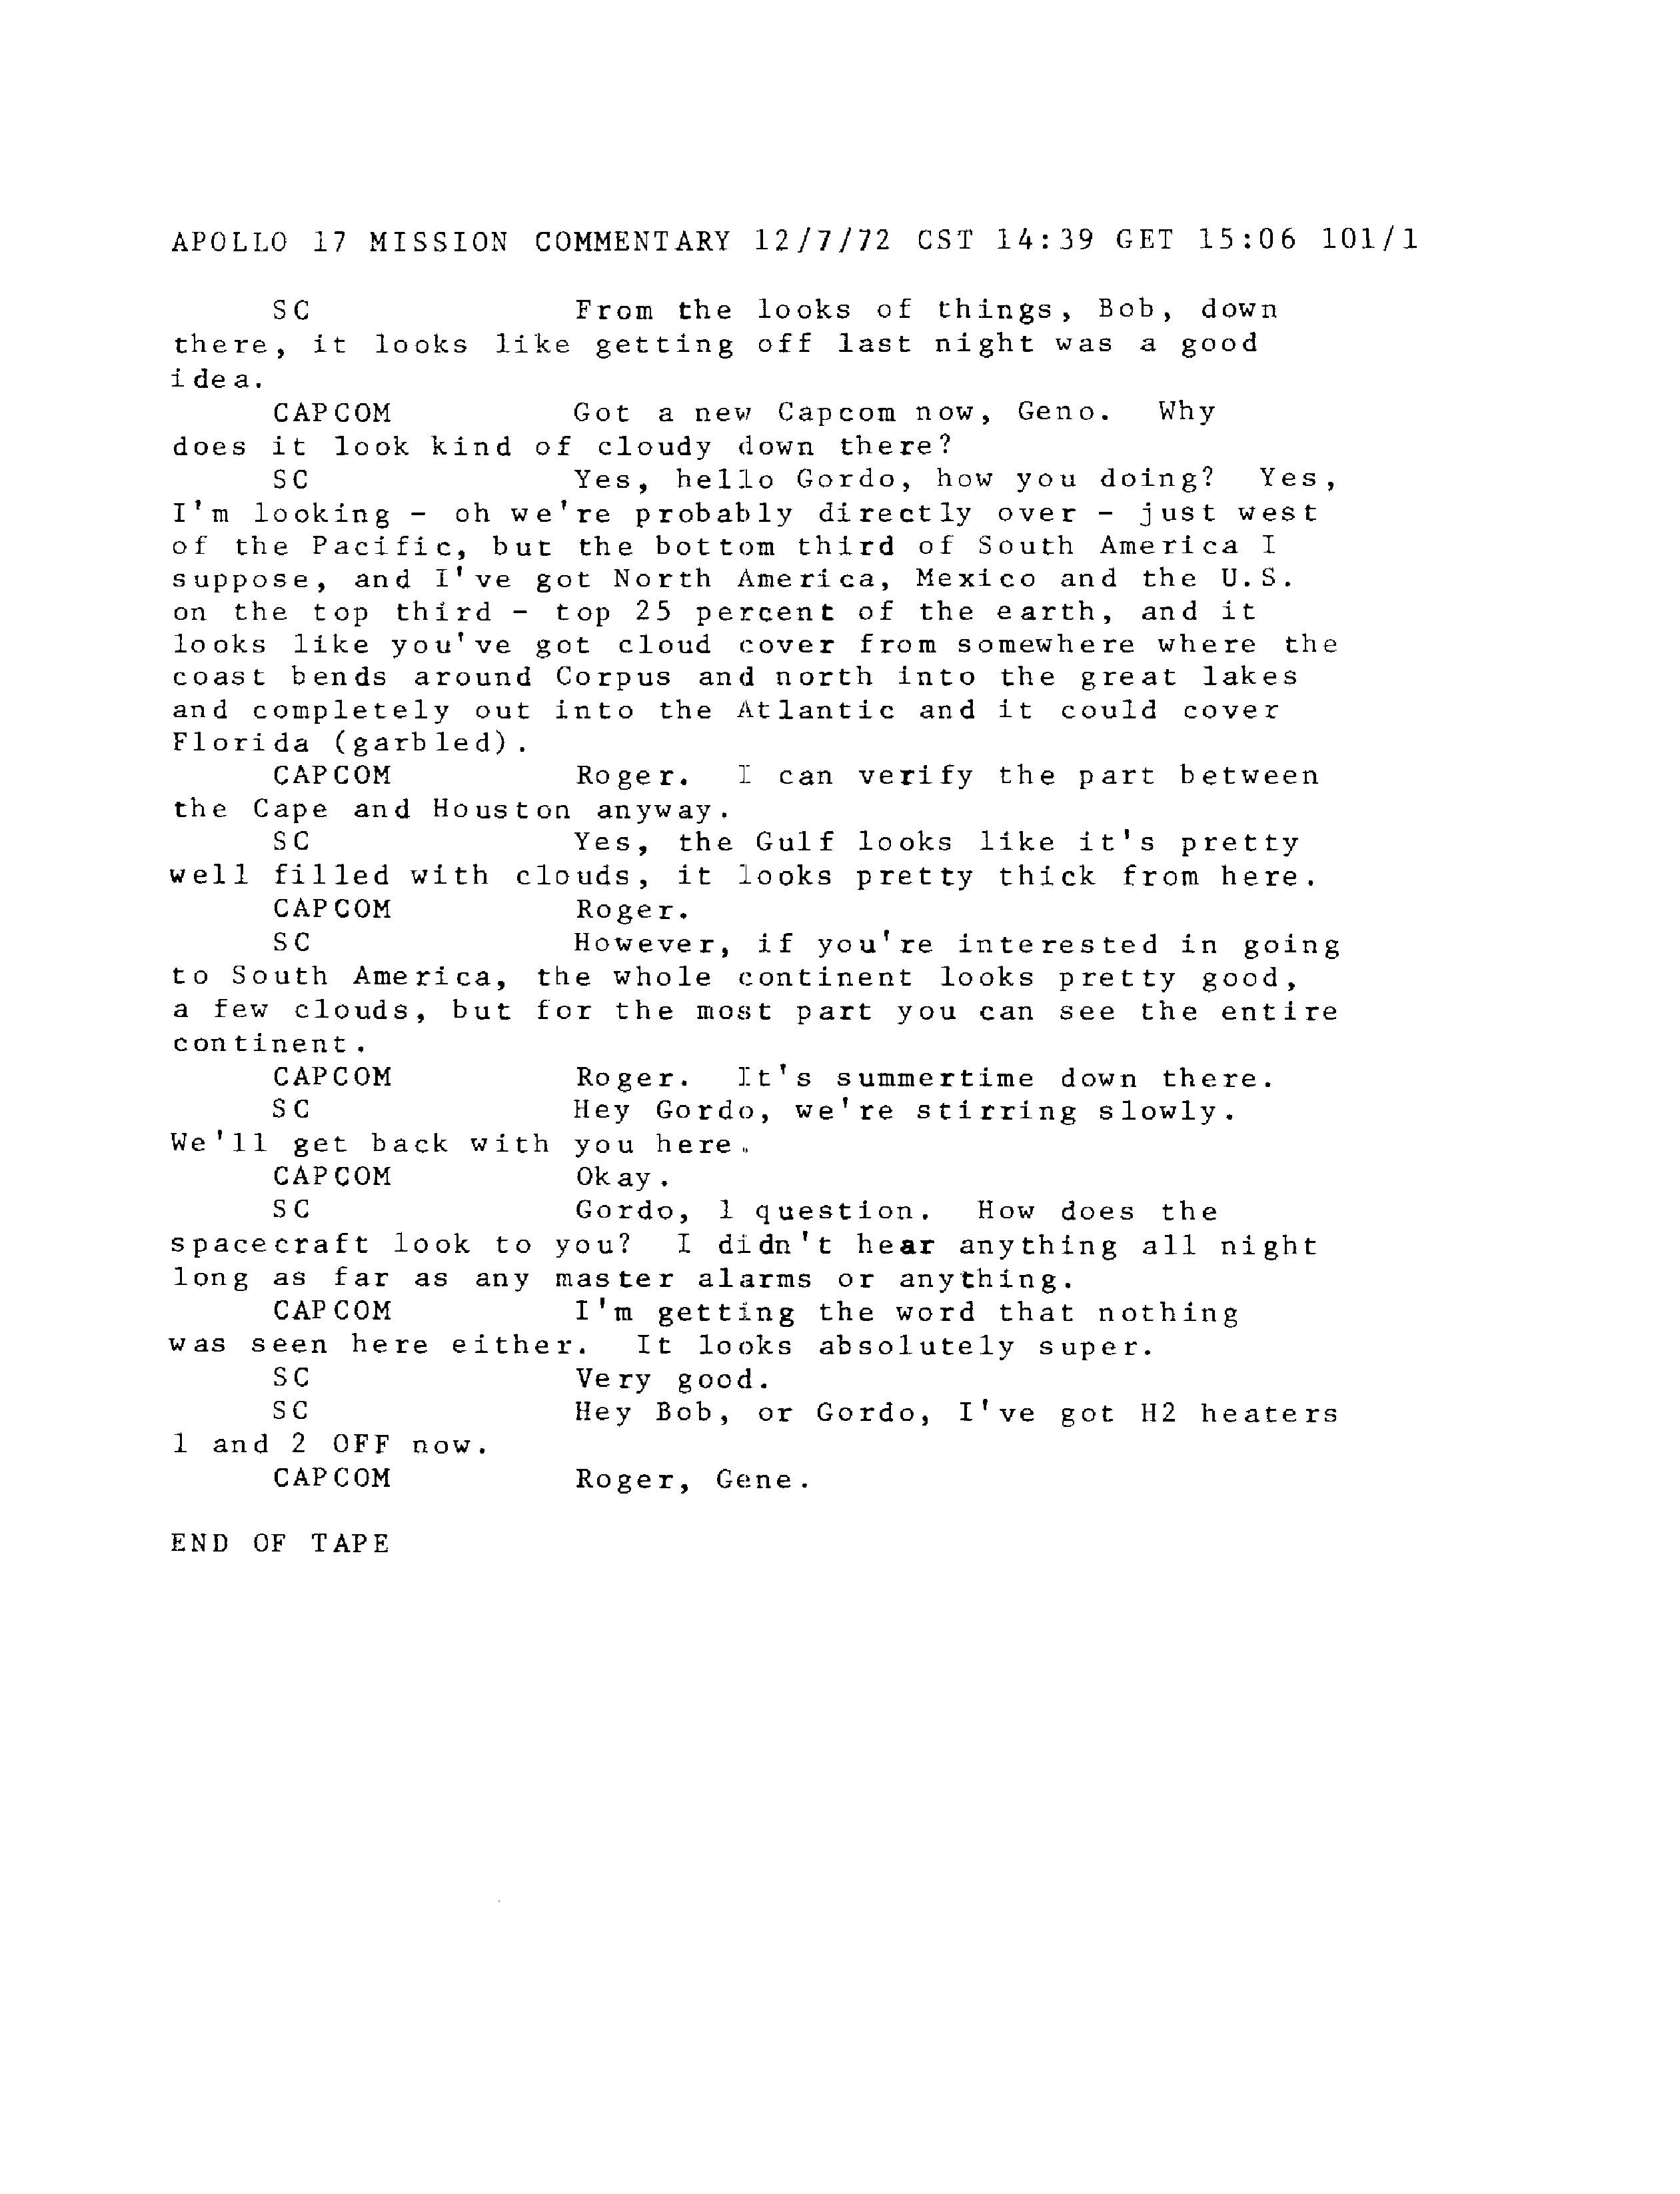 APOLLO 17 MISSION COMMENTARY 12/7/72 CST 14:39 GET 15:06 101/1
SC From the looks of things, Bob, down
there, it looks like getting off last night was a good
idea.
CAPCOM Got a new Capcom now, Geno. Why
does it look kind of cloudy down there?
SC Yes, hello Gordo, how you doing? Yes,
I'm looking - oh we're probably directly over - just west
of the Pacific, but the bottom third of South America I
suppose, and I've got North America, Mexico and the U.S.
on the top third - top 25 percent of the earth, and it
looks like you've got cloud cover from somewhere where the
coast bends around Corpus and north into the great lakes
and completely out into the Atlantic and it could cover
Florida (garbled).
CAPCOM Roger. I can verify the part between
the Cape and Houston anyway.
SC Yes, the Gulf looks like it's pretty
well filled with clouds, it looks pretty thick from here.
CAPCOM Roger.
SC However, if you're interested in going
to South America, the whole continent looks pretty good,
a few clouds, but for the most part you can see the entire
continent.
CAPCOM Roger. It's summertime down there.
SC Hey Gordo, we're stirring slowly.
We'll get back with you here.
CAPCOM Okay.
SC Gordo, 1 question. How does the
spacecraft look to you? I didn't hear anything all night
long as far as any master alarms or anything.
CAPCOM I'm getting the word that nothing
was seen here either. It looks absolutely super.
SC Very good.
SC Hey Bob, or Gordo, I've got H2 heaters
1 and 2 OFF now.
CAPCOM Roger, Gene.
END OF TAPE